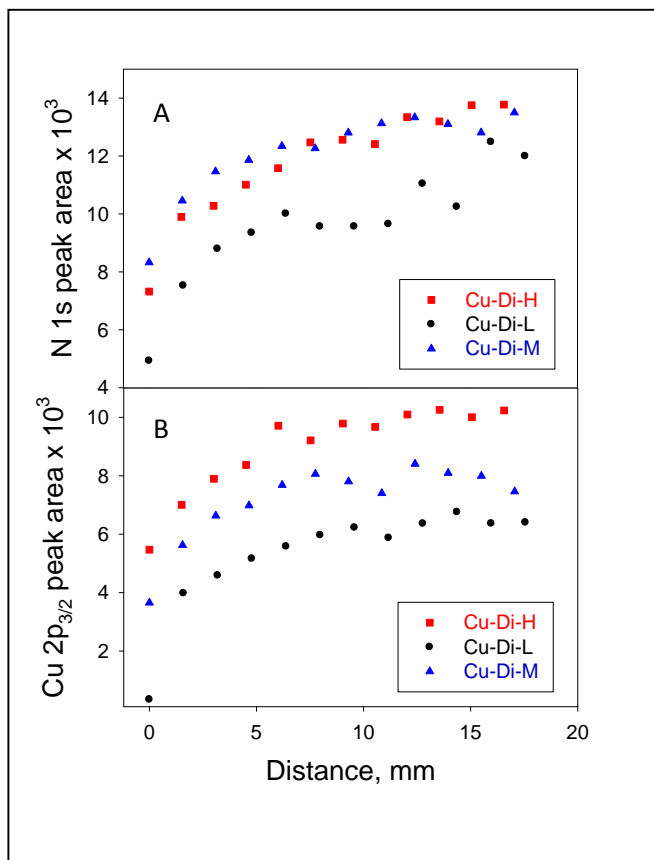 A
N 1s peak area x 10³
14
12
10
8
6
4
Cu-Di-H
Cu-Di-L
Cu-Di-M
B
Cu 2p₃/₂ peak area x 10³
10
8
6
4
2
Cu-Di-H
Cu-Di-L
Cu-Di-M
0 5 10 15 20
Distance, mm